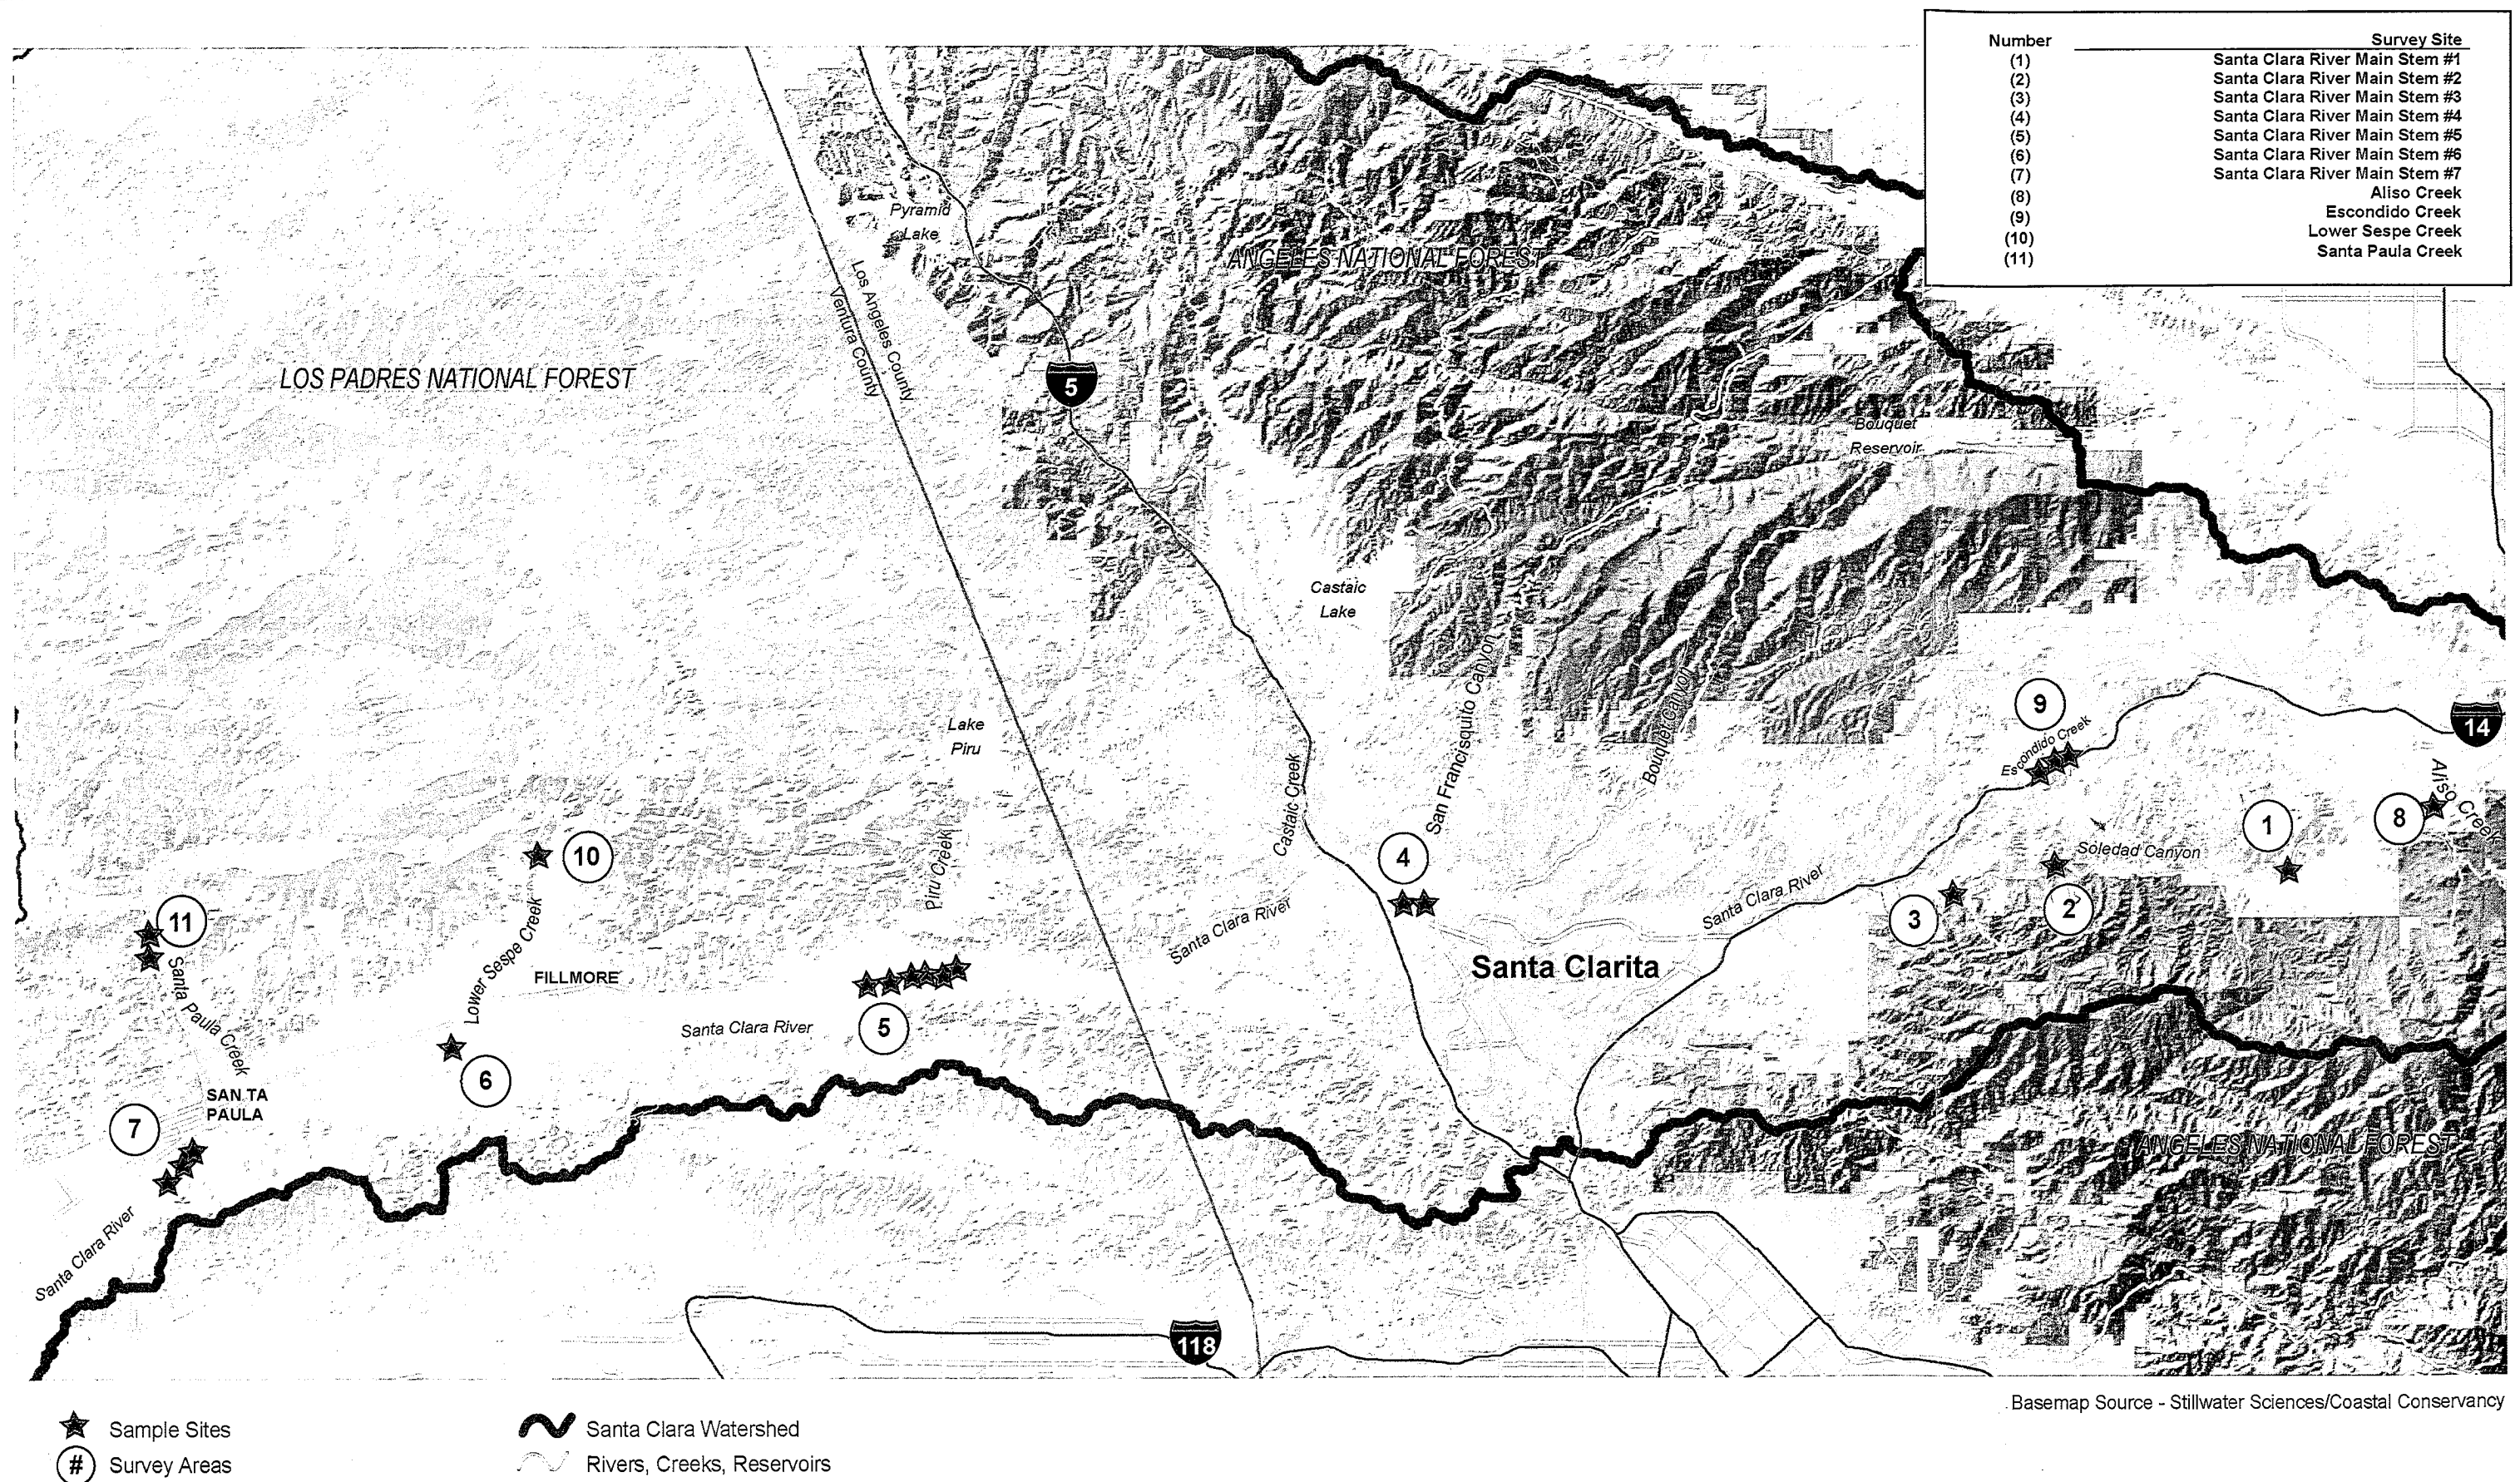 Number Survey Site
(1) Santa Clara River Main Stem #1
(2) Santa Clara River Main Stem #2
(3) Santa Clara River Main Stem #3
(4) Santa Clara River Main Stem #4
(5) Santa Clara River Main Stem #5
(6) Santa Clara River Main Stem #6
(7) Santa Clara River Main Stem #7
(8) Aliso Creek
(9) Escondido Creek
(10) Lower Sespe Creek
(11) Santa Paula Creek
Pyramid
Lake
ANGELES NATIONAL FOREST
Los Angeles County
Ventura County
LOS PADRES NATIONAL FOREST
5
Bouquet
Reservoir
Castaic
Lake
San Francisquito Canyon
Bouquet Canyon
Lake
Piru
9
Escondido Creek
14
Aliso Creek
Castaic Creek
8
1
Soledad Canyon
4
10
Piru Creek
Santa Clara River
Santa Clara River
3
2
11
Lower Sespe Creek
Santa Clarita
FILLMORE
Santa Paula Creek
Santa Clara River
5
6
SAN TA
PAULA
7
ANGELES NATIONAL FOREST
Santa Clara River
118
Basemap Source - Stillwater Sciences/Coastal Conservancy
Sample Sites
Santa Clara Watershed
# Survey Areas
Rivers, Creeks, Reservoirs